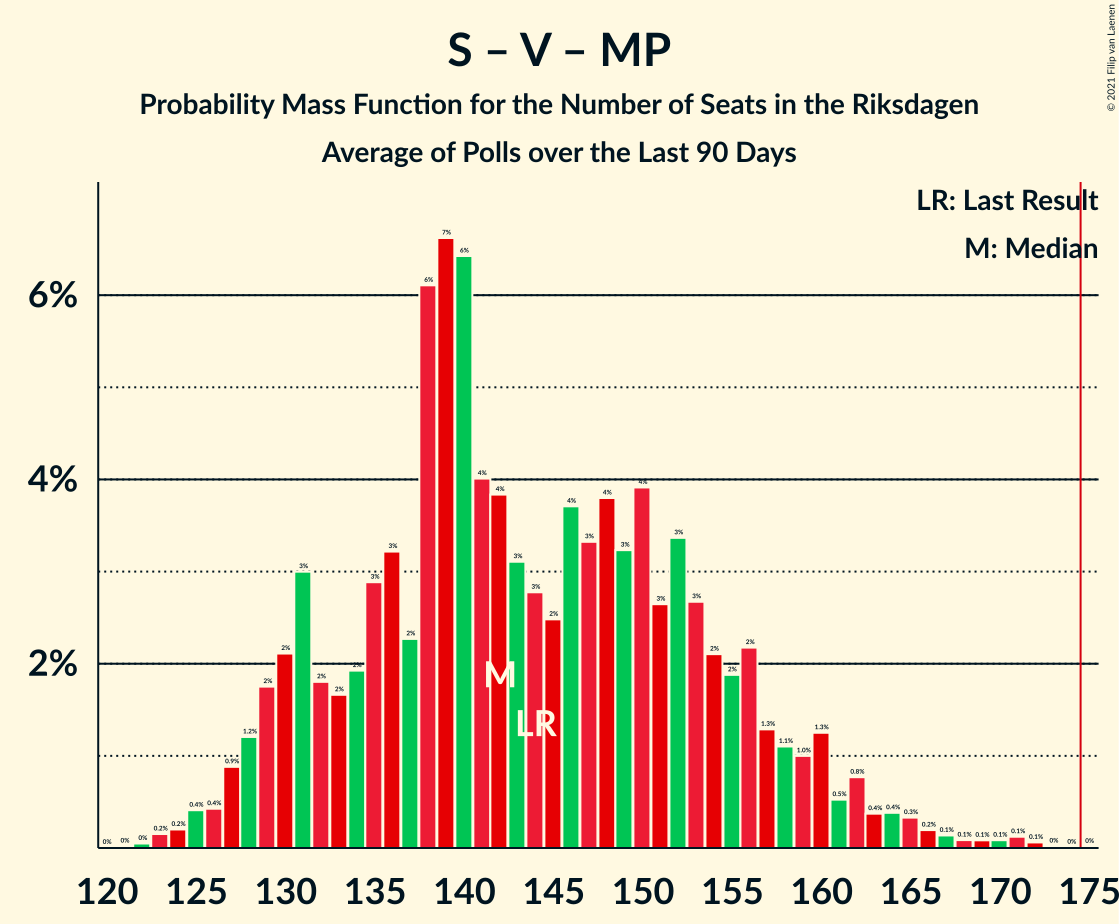 S – V – MP
Probability Mass Function for the Number of Seats in the Riksdagen
Average of Polls over the Last 90 Days
© 2021 Filip van Laenen
LR: Last Result
M: Median
6%
4%
2%
0% 0% 0% 0.2% 0.2% 0.4% 0.4% 0.9% 1.2% 2% 2% 3% 2% 2% 2% 3% 3% 2% 6% 7% 6% 4% 4% 3% 3% 2% 4% 3% 4% 3% 4% 3% 3% 3% 2% 2% 2% 1.3% 1.1% 1.0% 1.3% 0.5% 0.8% 0.4% 0.4% 0.3% 0.2% 0.1% 0.1% 0.1% 0.1% 0.1% 0.1% 0% 0% 0%
M
LR
120 125 130 135 140 145 150 155 160 165 170 175